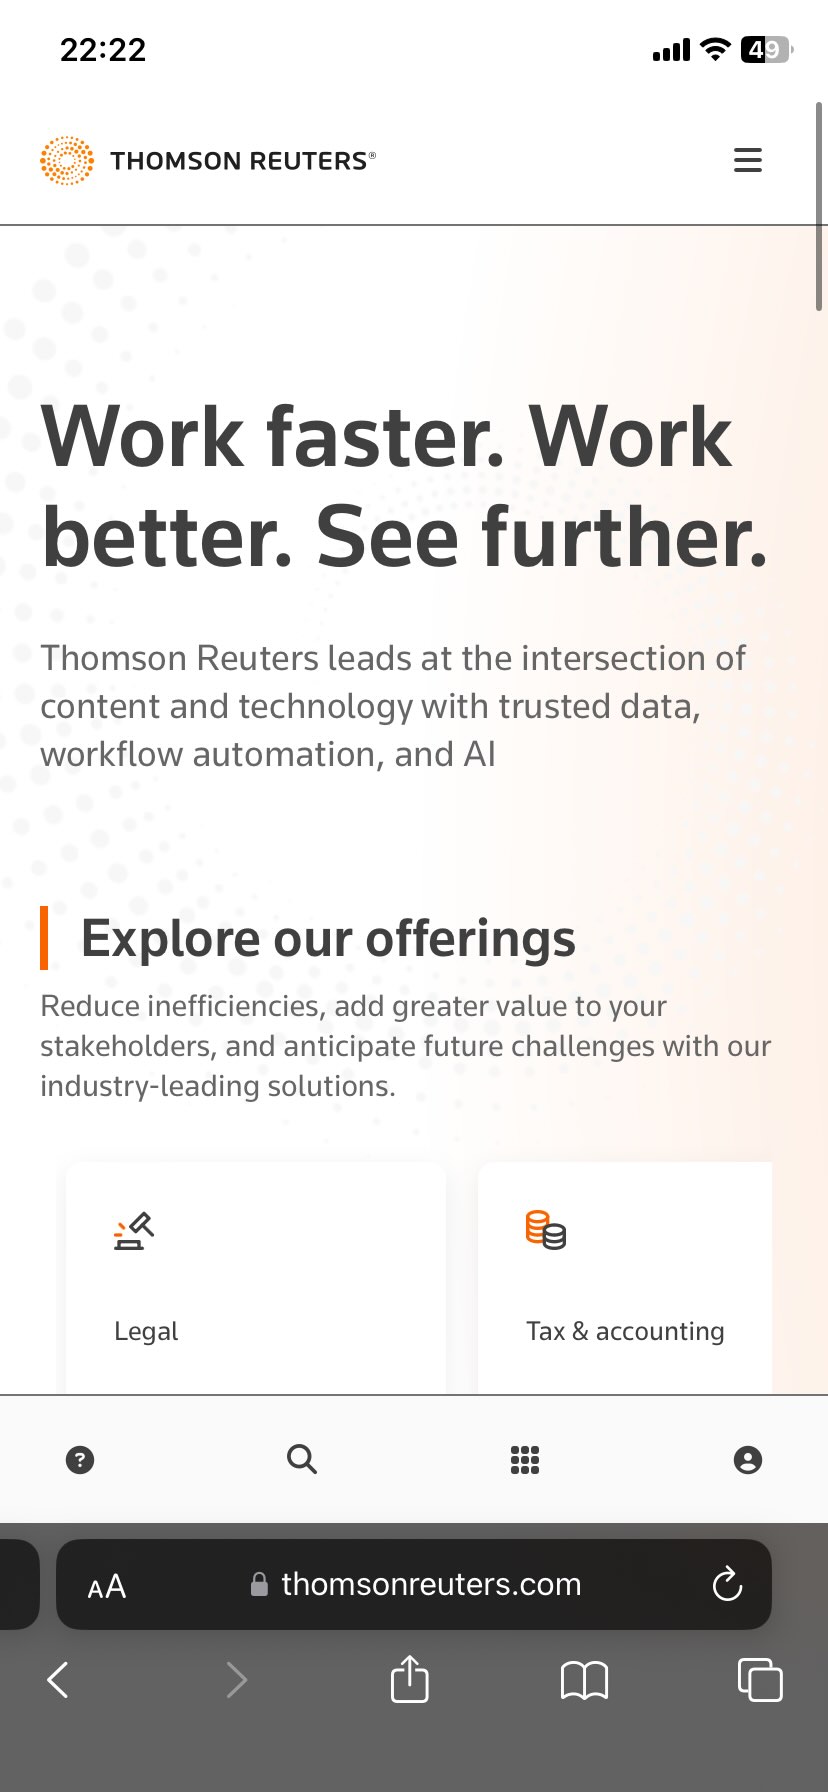 22:22
49
THOMSON REUTERS®
Work faster. Work
better. See further.
Thomson Reuters leads at the intersection of
content and technology with trusted data,
workflow automation, and AI
Explore our offerings
Reduce inefficiencies, add greater value to your
stakeholders, and anticipate future challenges with our
industry-leading solutions.
Legal
Tax & accounting
?
AA
thomsonreuters.com